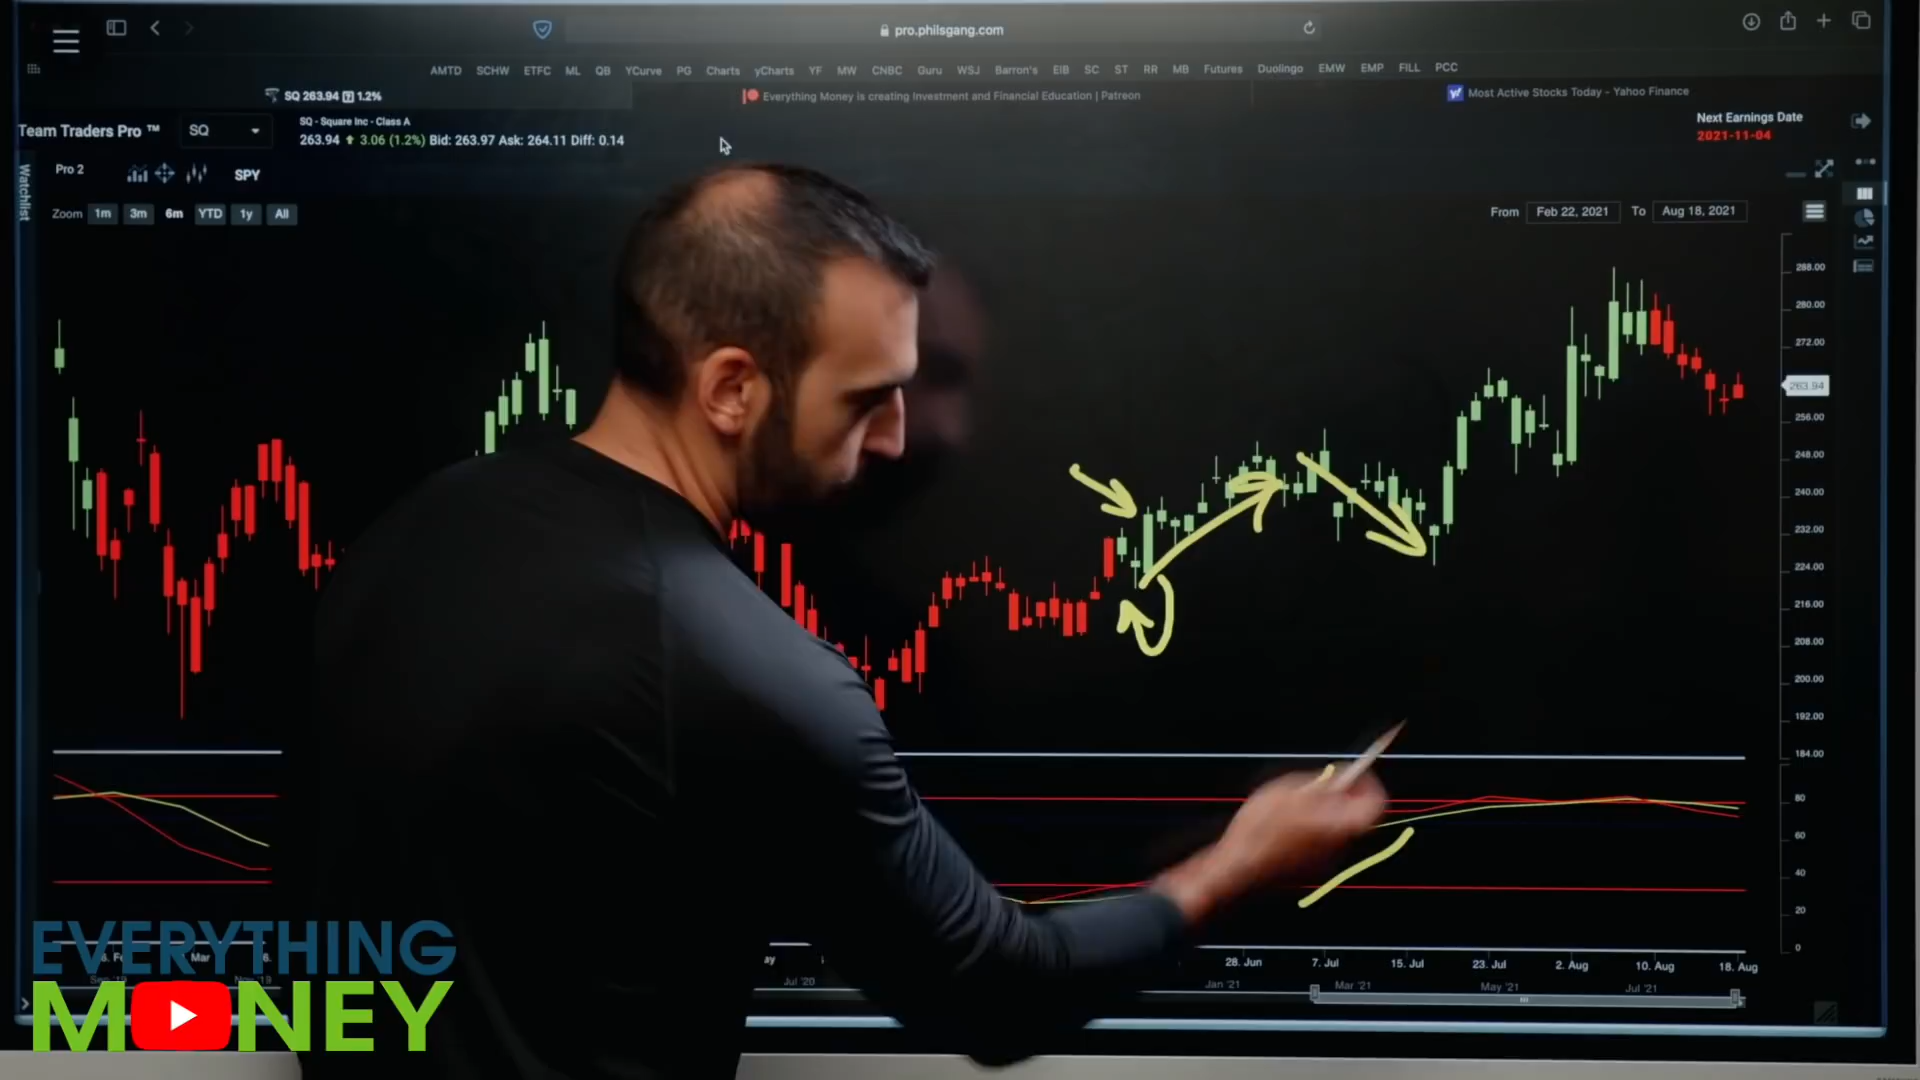 pro.philsgang.com
AMTD SCHW ETFC ML QB YCurve PG Charts yCharts YF MW CNBC Guru WSJ Barron's EIB SC ST RR MB Futures Duolingo EMW EMP FILL PCC
SQ 263.94 1.2%
Everything Money is creating Investment and Financial Education | Patreon
Most Active Stocks Today - Yahoo Finance
Team Traders Pro ™
SQ
SQ - Square Inc - Class A
263.94 3.06 (1.2%) Bid: 263.97 Ask: 264.11 Diff: 0.14
Next Earnings Date
2021-11-04
Watchlist
Pro 2
SPY
Zoom 1m 3m 6m YTD 1y All
From Feb 22, 2021 To Aug 18, 2021
288.00
280.00
272.00
263.94
256.00
248.00
240.00
232.00
224.00
216.00
208.00
200.00
192.00
184.00
80
60
40
20
0
Mar
28. Jun 7. Jul 15. Jul 23. Jul 2. Aug 10. Aug 18. Aug
Jul '20 Jan '21 Mar '21 May '21 Jul '21
EVERYTHING
MONEY